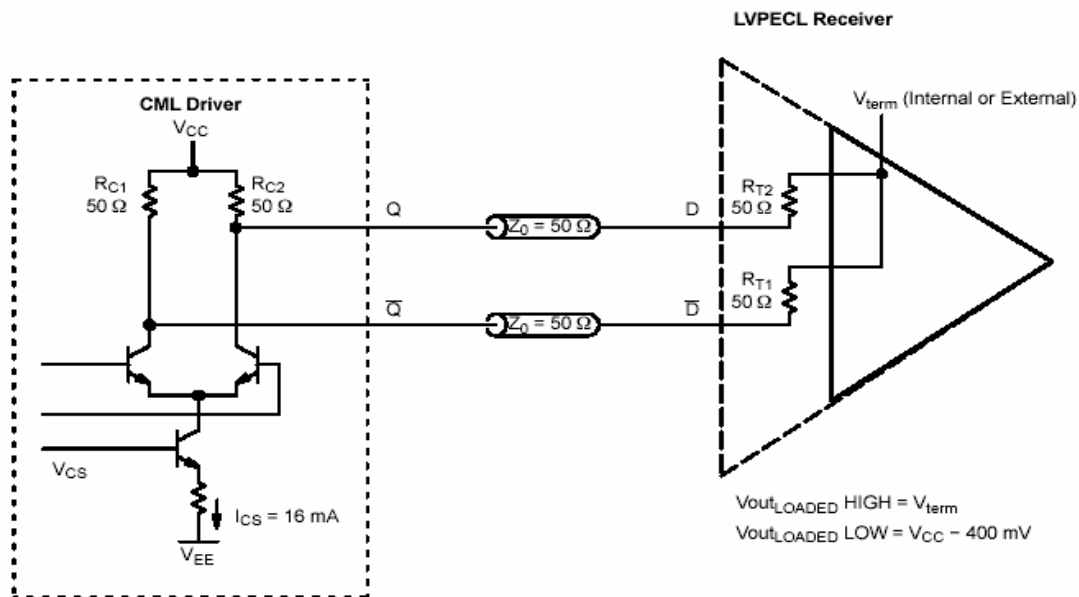 LVPECL Receiver
CML Driver
VCC
Vterm (Internal or External)
RC1
50 Ω
RC2
50 Ω
RT2
50 Ω
Q
Z0 = 50 Ω
D
RT1
50 Ω
Q̅
Z0 = 50 Ω
D̅
VCS
ICS = 16 mA
VEE
VoutLOADED HIGH = Vterm
VoutLOADED LOW = VCC − 400 mV